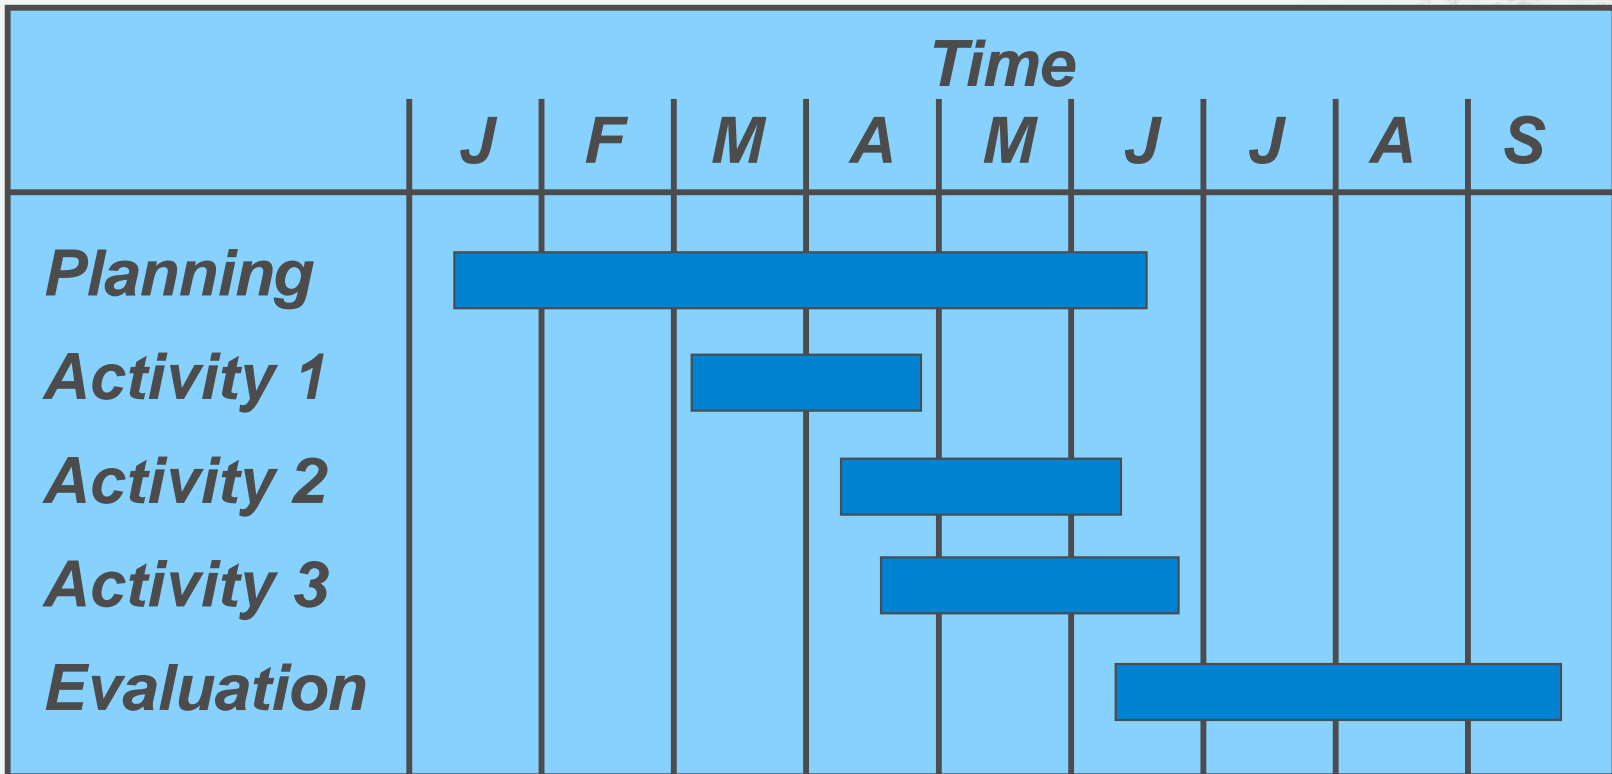 Time
J F M A M J J A S
Planning
Activity 1
Activity 2
Activity 3
Evaluation